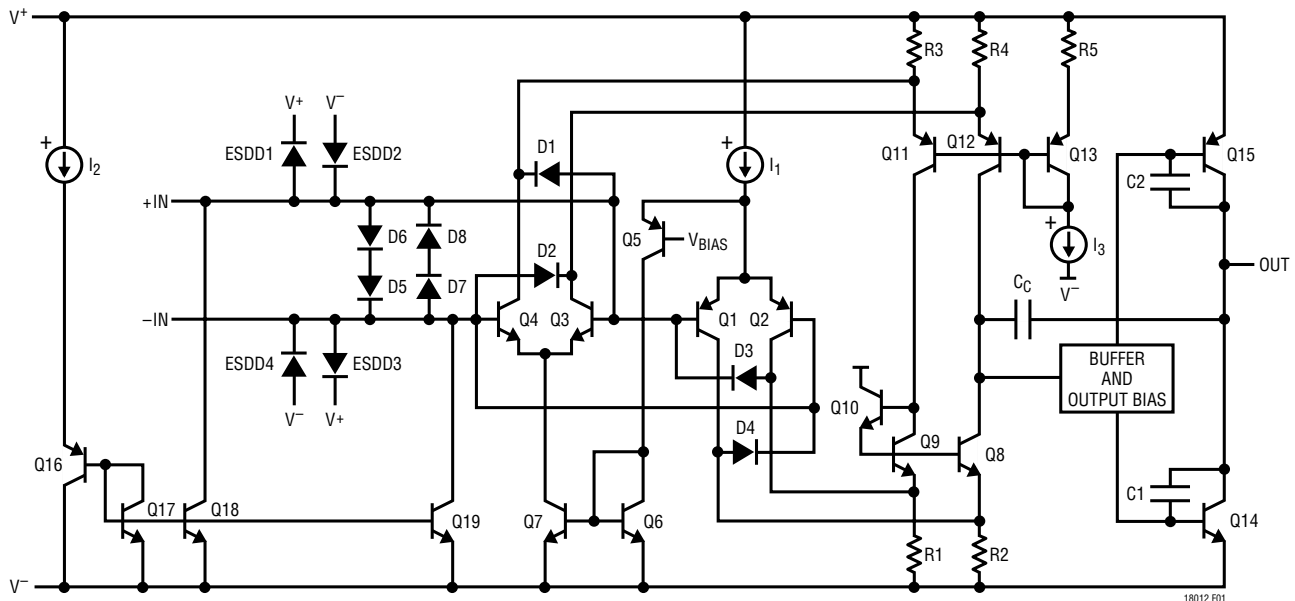 V+
R3
R4
R5
V+
V−
ESDD1
ESDD2
+
I2
D1
+
I1
Q11
Q12
Q13
Q15
C2
+IN
D6
D8
Q5
VBIAS
+
I3
V−
D2
D5
D7
OUT
CC
−IN
Q4
Q3
Q1
Q2
ESDD4
ESDD3
V−
V+
D3
BUFFER
AND
OUTPUT BIAS
Q10
D4
Q9
Q8
Q16
C1
Q17
Q18
Q19
Q7
Q6
Q14
R1
R2
V−
18012 F01